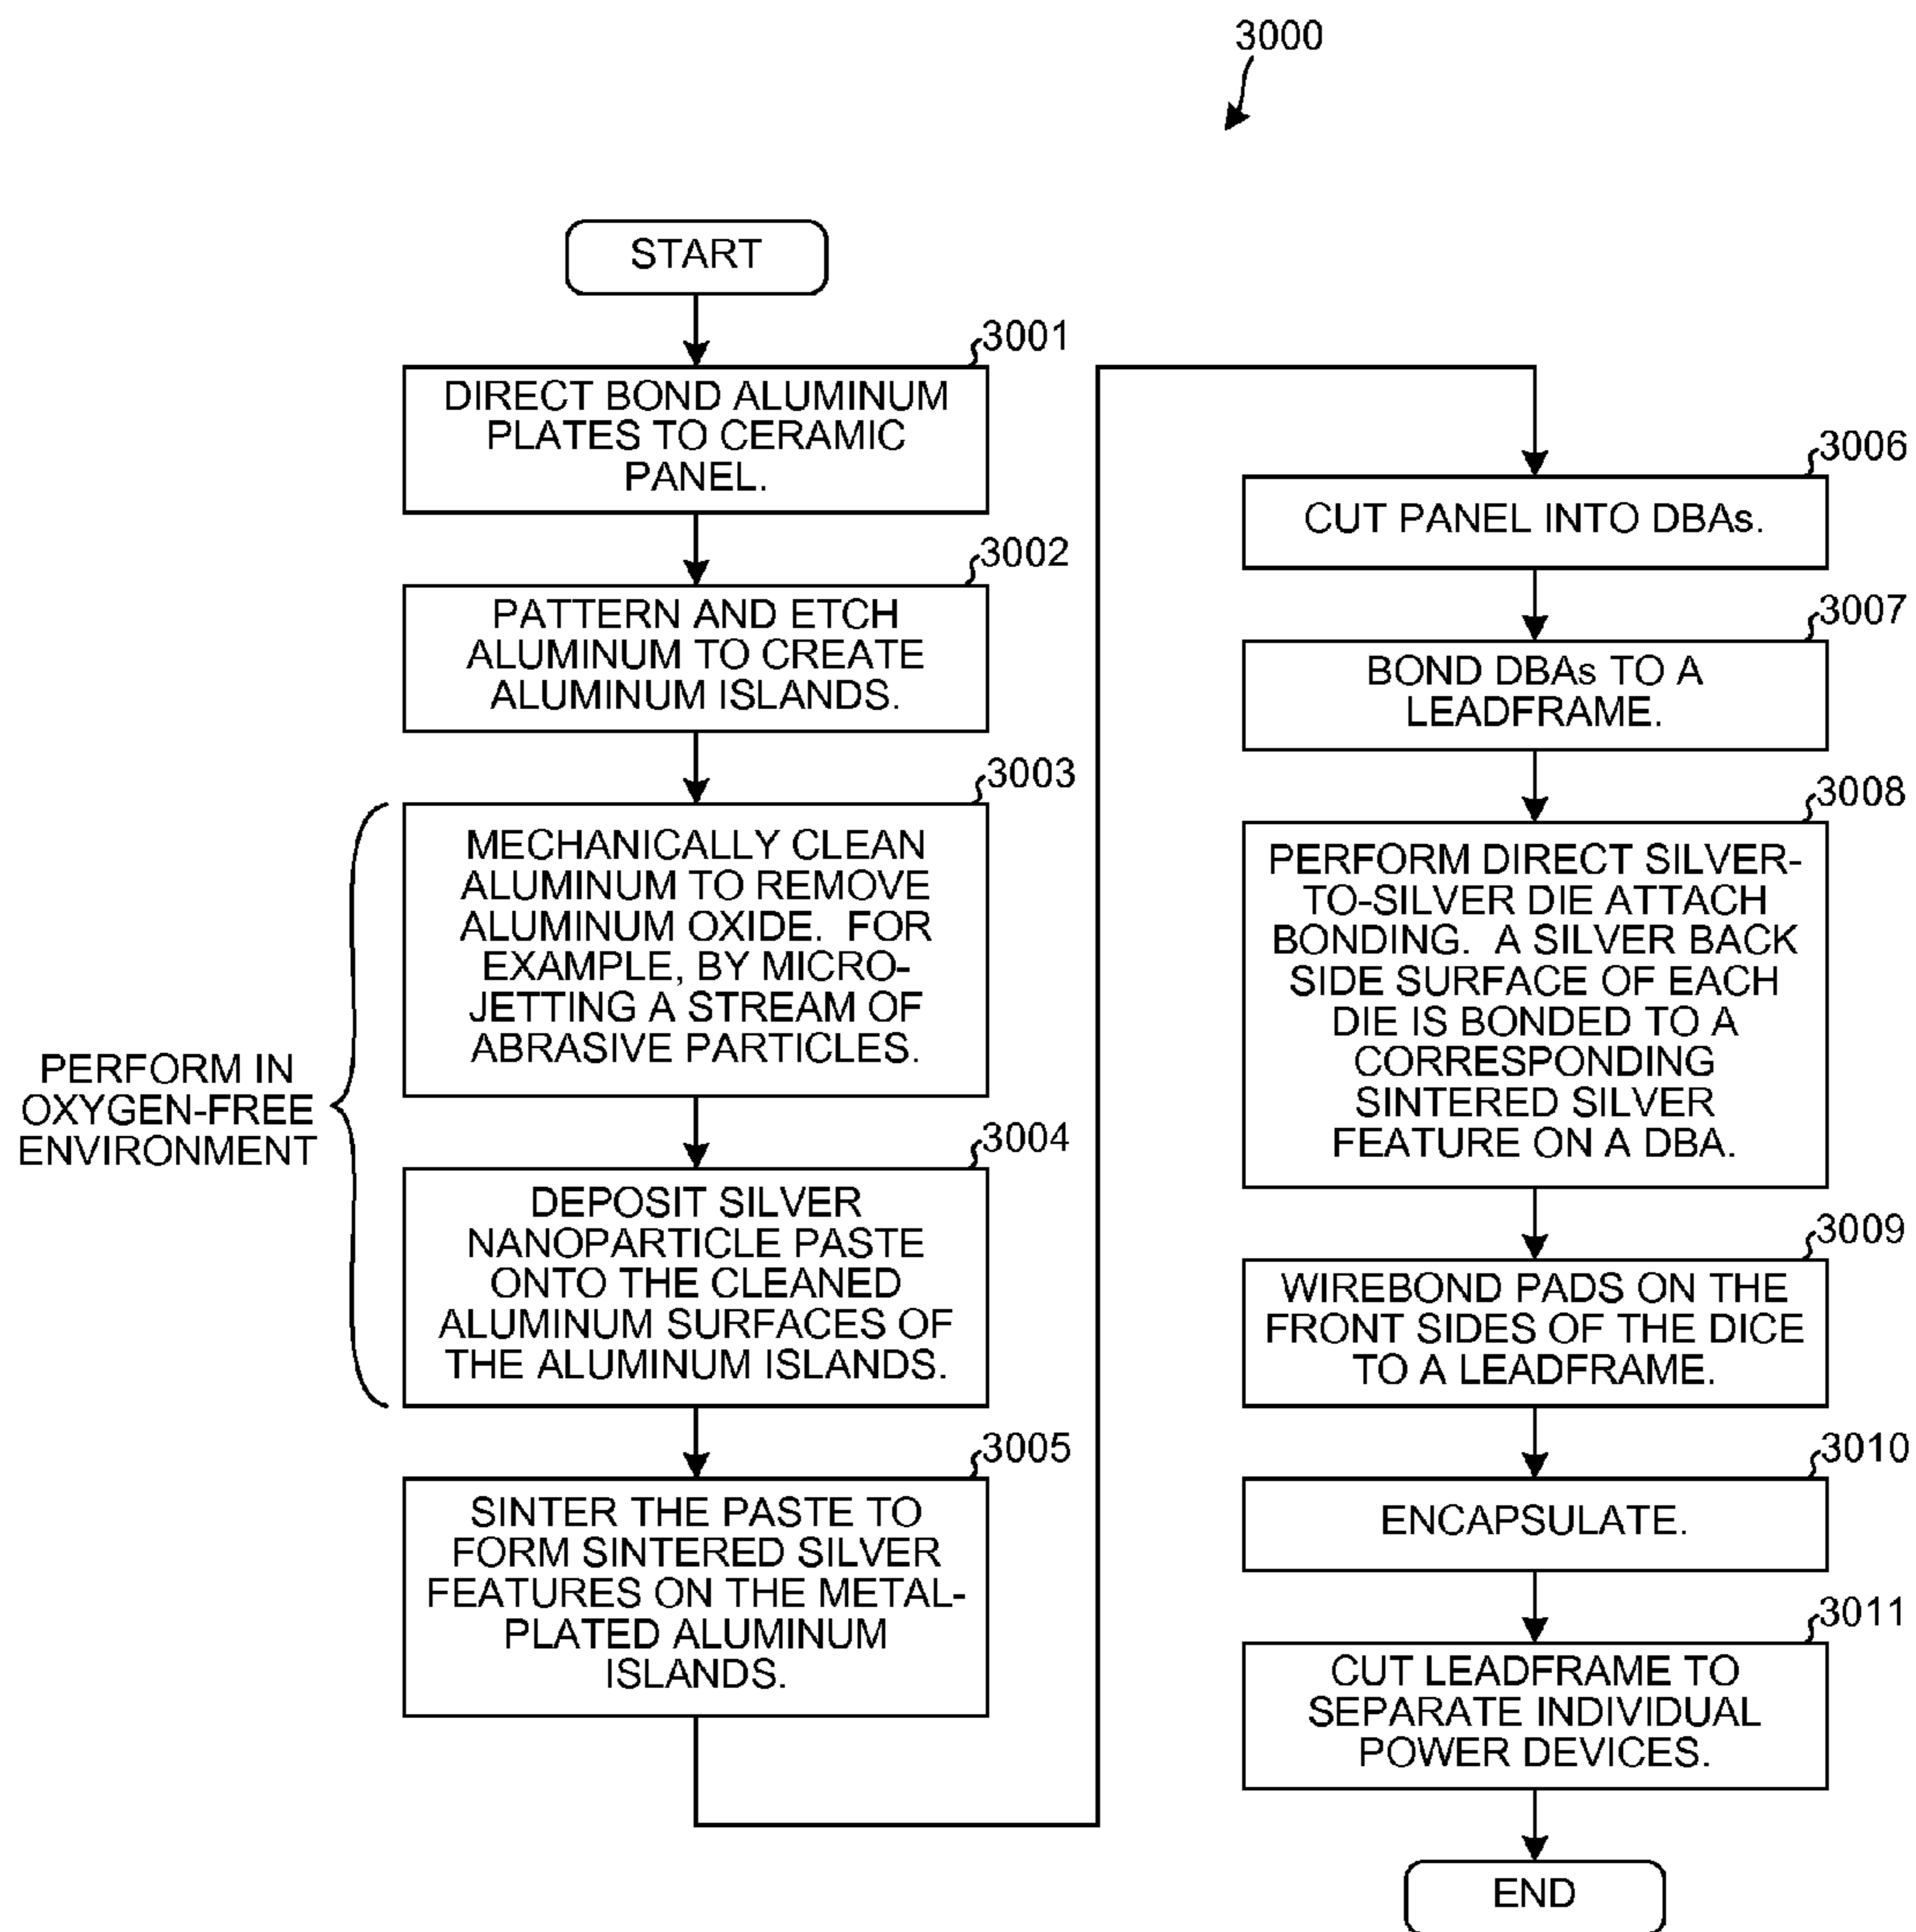 3000
START
3001
DIRECT BOND ALUMINUM
PLATES TO CERAMIC
PANEL.
3002
PATTERN AND ETCH
ALUMINUM TO CREATE
ALUMINUM ISLANDS.
PERFORM IN
OXYGEN-FREE
ENVIRONMENT
3003
MECHANICALLY CLEAN
ALUMINUM TO REMOVE
ALUMINUM OXIDE. FOR
EXAMPLE, BY MICRO-
JETTING A STREAM OF
ABRASIVE PARTICLES.
3004
DEPOSIT SILVER
NANOPARTICLE PASTE
ONTO THE CLEANED
ALUMINUM SURFACES OF
THE ALUMINUM ISLANDS.
3005
SINTER THE PASTE TO
FORM SINTERED SILVER
FEATURES ON THE METAL-
PLATED ALUMINUM
ISLANDS.
3006
CUT PANEL INTO DBAs.
3007
BOND DBAs TO A
LEADFRAME.
3008
PERFORM DIRECT SILVER-
TO-SILVER DIE ATTACH
BONDING. A SILVER BACK
SIDE SURFACE OF EACH
DIE IS BONDED TO A
CORRESPONDING
SINTERED SILVER
FEATURE ON A DBA.
3009
WIREBOND PADS ON THE
FRONT SIDES OF THE DICE
TO A LEADFRAME.
3010
ENCAPSULATE.
3011
CUT LEADFRAME TO
SEPARATE INDIVIDUAL
POWER DEVICES.
END